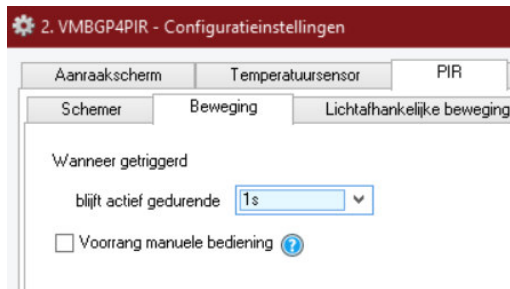 2. VMBGP4PIR - Configuratieinstellingen
Aanraakscherm Temperatuursensor PIR
Schemer Beweging Lichtafhankelijke beweging
Wanneer getriggerd
blijft actief gedurende 1s
Voorrang manuele bediening ?